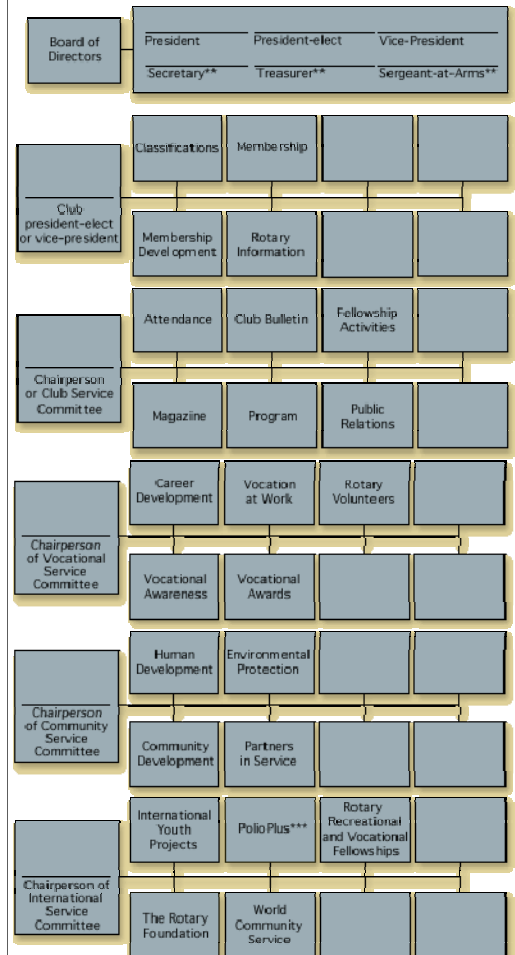 Board of
Directors
President
President-elect
Vice-President
Secretary**
Treasurer**
Sergeant-at-Arms**
Club
president-elect
or vice-president
Classifications
Membership
Membership
Development
Rotary
Information
Chairperson
or Club Service
Committee
Attendance
Club Bulletin
Fellowship
Activities
Magazine
Program
Public
Relations
Chairperson
of Vocational
Service
Committee
Career
Development
Vocation
at Work
Rotary
Volunteers
Vocational
Awareness
Vocational
Awards
Chairperson
of Community
Service
Committee
Human
Development
Environmental
Protection
Community
Development
Partners
in Service
Chairperson of
International
Service
Committee
International
Youth
Projects
PolioPlus***
Rotary
Recreational
and Vocational
Fellowships
The Rotary
Foundation
World
Community
Service